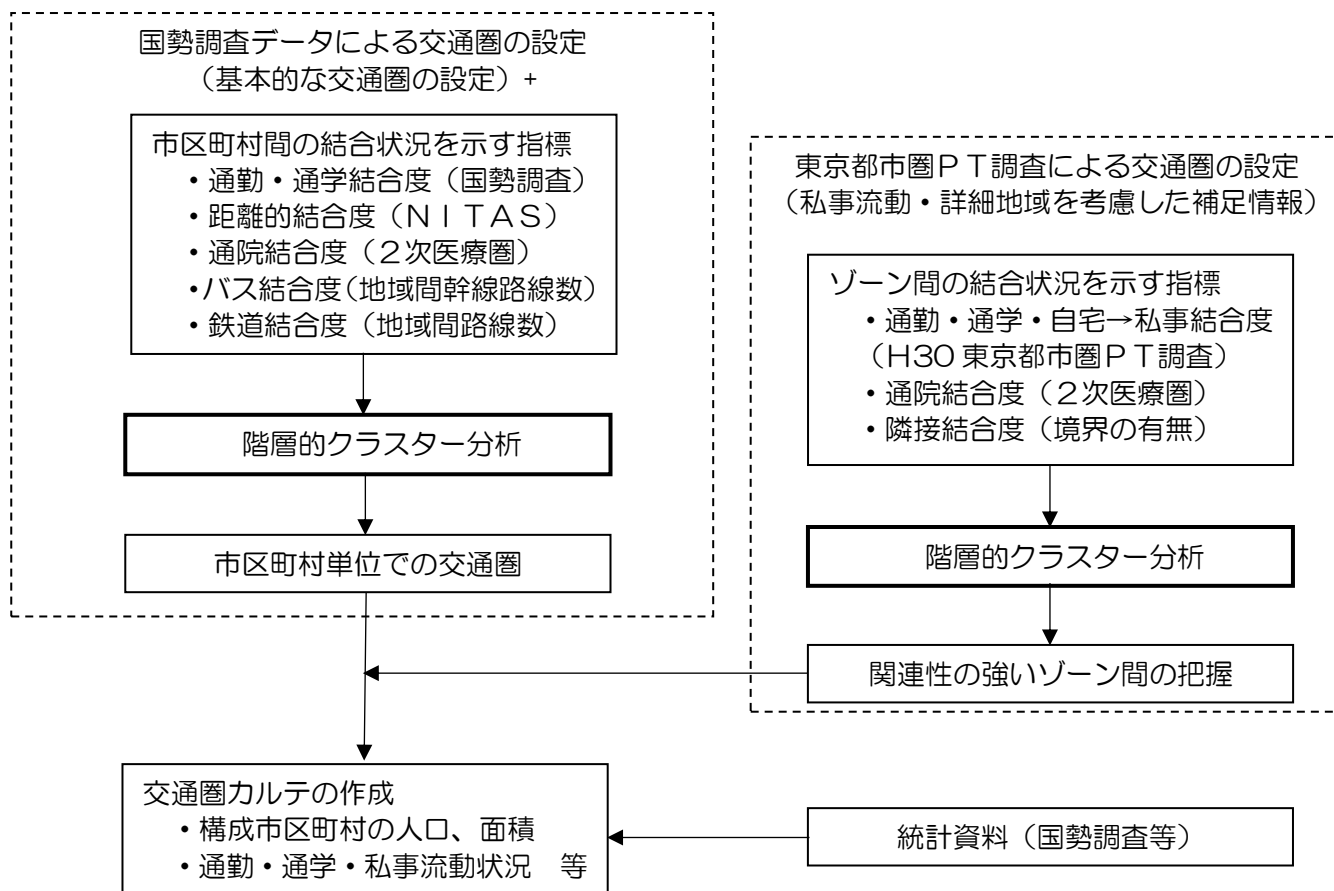 国勢調査データによる交通圏の設定
（基本的な交通圏の設定）+
市区町村間の結合状況を示す指標
・通勤・通学結合度（国勢調査）
・距離的結合度（ＮＩＴＡＳ）
・通院結合度（２次医療圏）
・バス結合度（地域間幹線路線数）
・鉄道結合度（地域間路線数）
階層的クラスター分析
市区町村単位での交通圏
東京都市圏ＰＴ調査による交通圏の設定
（私事流動・詳細地域を考慮した補足情報）
ゾーン間の結合状況を示す指標
・通勤・通学・自宅→私事結合度
（H30 東京都市圏ＰＴ調査）
・通院結合度（２次医療圏）
・隣接結合度（境界の有無）
階層的クラスター分析
関連性の強いゾーン間の把握
交通圏カルテの作成
・構成市区町村の人口、面積
・通勤・通学・私事流動状況　等
統計資料（国勢調査等）